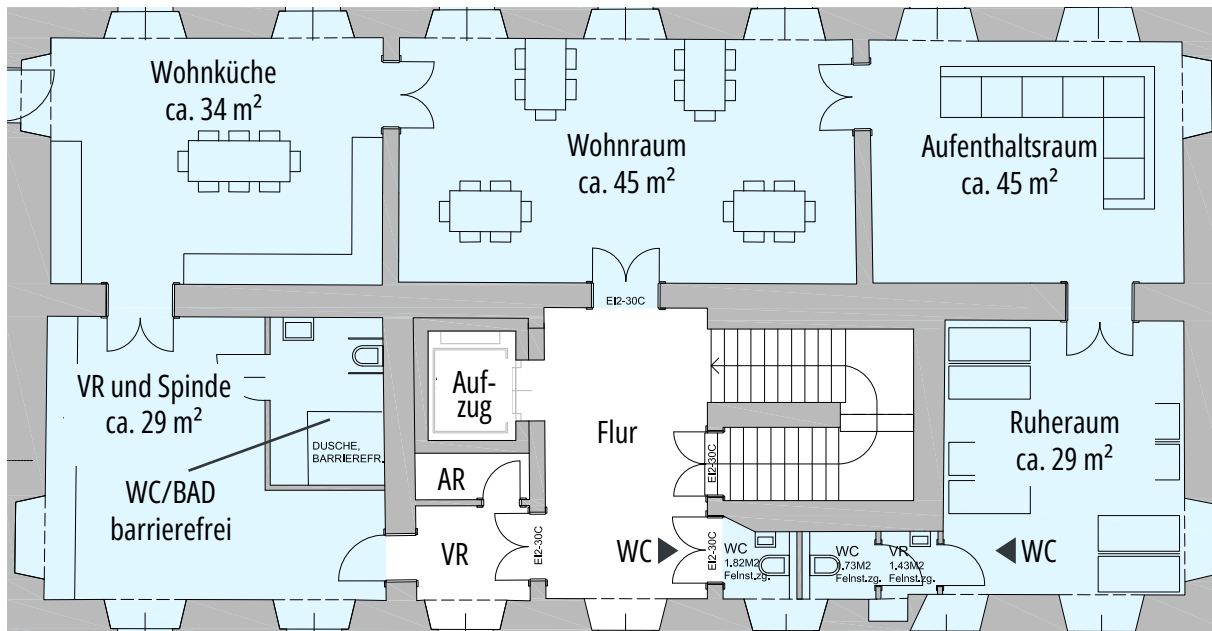 Wohnküche
ca. 34 m²
Wohnraum
ca. 45 m²
Aufenthaltsraum
ca. 45 m²
EI2-30C
VR und Spinde
ca. 29 m²
DUSCHE,
BARRIEREFR.
WC/BAD
barrierefrei
Auf-
zug
AR
VR
EI2-30C
Flur
EI2-30C
EI2-30C
WC
WC
1.82M2
Feinst.zg.
WC
1.73M2
Feinst.zg.
VR
1.43M2
Feinst.zg.
Ruheraum
ca. 29 m²
WC